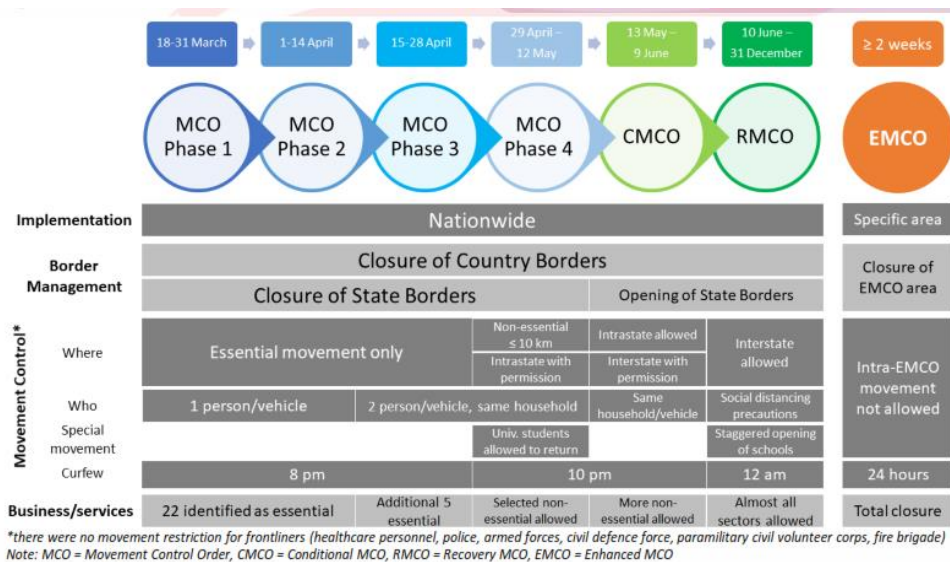 18-31 March
1-14 April
15-28 April
29 April –
12 May
13 May –
9 June
10 June –
31 December
≥ 2 weeks
MCO
Phase 1
MCO
Phase 2
MCO
Phase 3
MCO
Phase 4
CMCO
RMCO
EMCO
Implementation
Nationwide
Specific area
Border
Management
Closure of Country Borders
Closure of State Borders
Opening of State Borders
Closure of
EMCO area
Movement Control*
Where
Essential movement only
Non-essential
≤ 10 km
Intrastate with
permission
Intrastate allowed
Interstate with
permission
Interstate
allowed
Intra-EMCO
movement
not allowed
Who
1 person/vehicle
2 person/vehicle, same household
Same
household/vehicle
Social distancing
precautions
Special
movement
Univ. students
allowed to return
Staggered opening
of schools
Curfew
8 pm
10 pm
12 am
24 hours
Business/services
22 identified as essential
Additional 5
essential
Selected non-
essential allowed
More non-
essential allowed
Almost all
sectors allowed
Total closure
*there were no movement restriction for frontliners (healthcare personnel, police, armed forces, civil defence force, paramilitary civil volunteer corps, fire brigade)
Note: MCO = Movement Control Order, CMCO = Conditional MCO, RMCO = Recovery MCO, EMCO = Enhanced MCO